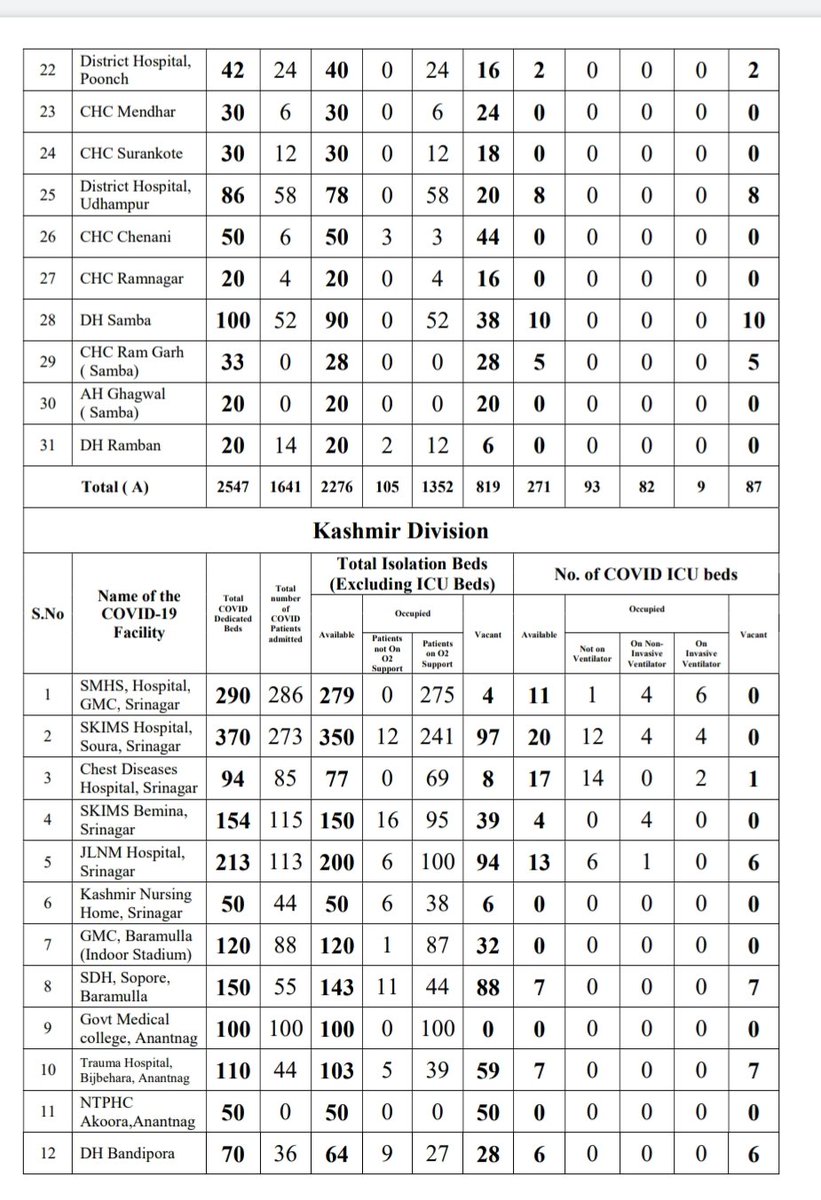 22 District Hospital, Poonch 42 24 40 0 24 16 2 0 0 0 2
23 CHC Mendhar 30 6 30 0 6 24 0 0 0 0 0
24 CHC Surankote 30 12 30 0 12 18 0 0 0 0 0
25 District Hospital, Udhampur 86 58 78 0 58 20 8 0 0 0 8
26 CHC Chenani 50 6 50 3 3 44 0 0 0 0 0
27 CHC Ramnagar 20 4 20 0 4 16 0 0 0 0 0
28 DH Samba 100 52 90 0 52 38 10 0 0 0 10
29 CHC Ram Garh ( Samba) 33 0 28 0 0 28 5 0 0 0 5
30 AH Ghagwal ( Samba) 20 0 20 0 0 20 0 0 0 0 0
31 DH Ramban 20 14 20 2 12 6 0 0 0 0 0
Total ( A) 2547 1641 2276 105 1352 819 271 93 82 9 87
Kashmir Division
S.No
Name of the COVID-19 Facility
Total COVID Dedicated Beds
Total number of COVID Patients admitted
Total Isolation Beds (Excluding ICU Beds)
No. of COVID ICU beds
Available
Occupied
Patients not On O2 Support
Patients on O2 Support
Vacant
Available
Occupied
Not on Ventilator
On Non-Invasive Ventilator
On Invasive Ventilator
Vacant
1 SMHS, Hospital, GMC, Srinagar 290 286 279 0 275 4 11 1 4 6 0
2 SKIMS Hospital, Soura, Srinagar 370 273 350 12 241 97 20 12 4 4 0
3 Chest Diseases Hospital, Srinagar 94 85 77 0 69 8 17 14 0 2 1
4 SKIMS Bemina, Srinagar 154 115 150 16 95 39 4 0 4 0 0
5 JLNM Hospital, Srinagar 213 113 200 6 100 94 13 6 1 0 6
6 Kashmir Nursing Home, Srinagar 50 44 50 6 38 6 0 0 0 0 0
7 GMC, Baramulla (Indoor Stadium) 120 88 120 1 87 32 0 0 0 0 0
8 SDH, Sopore, Baramulla 150 55 143 11 44 88 7 0 0 0 7
9 Govt Medical college, Anantnag 100 100 100 0 100 0 0 0 0 0 0
10 Trauma Hospital, Bijbehara, Anantnag 110 44 103 5 39 59 7 0 0 0 7
11 NTPHC Akoora,Anantnag 50 0 50 0 0 50 0 0 0 0 0
12 DH Bandipora 70 36 64 9 27 28 6 0 0 0 6